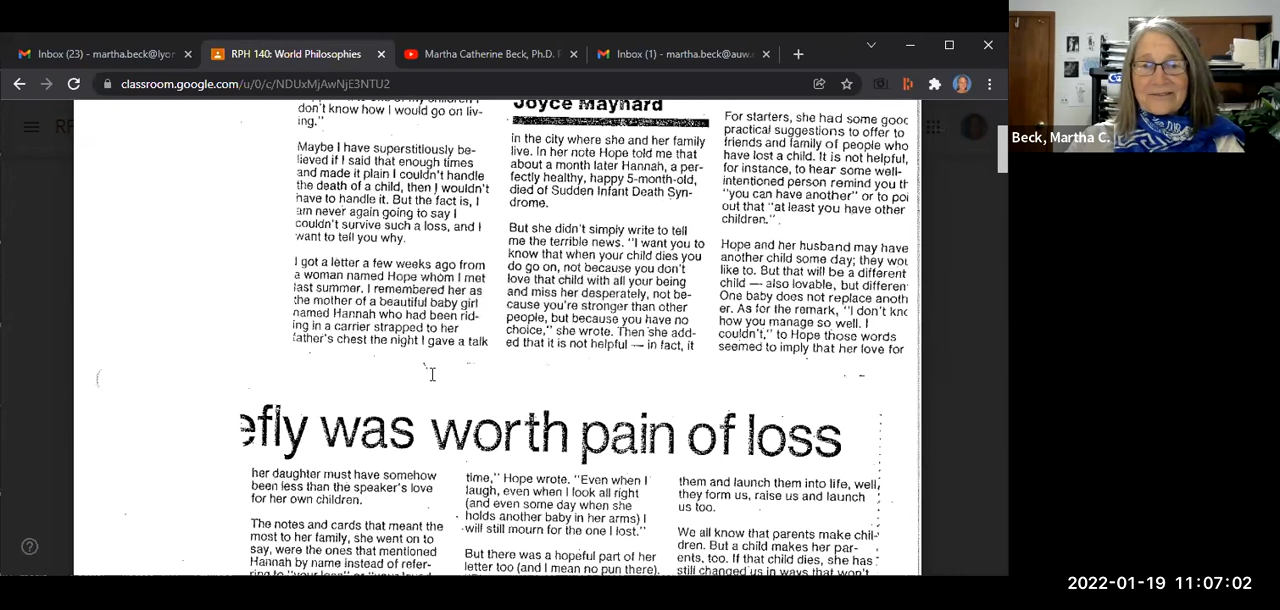 Inbox (23) - martha.beck@lyor
RPH 140: World Philosophies
Martha Catherine Beck, Ph.D. F
Inbox (1) - martha.beck@auw.
classroom.google.com/u/0/c/NDUxMjAwNjE3NTU2
Beck, Martha C.
RP
don't know how I would go on liv-
ing."
Maybe I have superstitiously be-
lieved if I said that enough times
and made it plain I couldn't handle
the death of a child, then I wouldn't
have to handle it. But the fact is, I
am never again going to say I
couldn't survive such a loss, and I
want to tell you why.
I got a letter a few weeks ago from
a woman named Hope whom I met
last summer. I remembered her as
the mother of a beautiful baby girl
named Hannah who had been rid-
ing in a carrier strapped to her
father's chest the night I gave a talk
Joyce Maynard
in the city where she and her family
live. In her note Hope told me that
about a month later Hannah, a per-
fectly healthy, happy 5-month-old,
died of Sudden Infant Death Syn-
drome.
But she didn't simply write to tell
me the terrible news. "I want you to
know that when your child dies you
do go on, not because you don't
love that child with all your being
and miss her desperately, not be-
cause you're stronger than other
people, but because you have no
choice," she wrote. Then she add-
ed that it is not helpful — in fact, it
For starters, she had some good
practical suggestions to offer to
friends and family of people who
have lost a child. It is not helpful,
for instance, to hear some well-
intentioned person remind you th
"you can have another" or to poi
out that "at least you have other
children."
Hope and her husband may have
another child some day; they wou
like to. But that will be a different
child — also lovable, but differen
One baby does not replace anoth
er. As for the remark, "I don't kno
how you manage so well. I
couldn't," to Hope those words
seemed to imply that her love for
efly was worth pain of loss
her daughter must have somehow
been less than the speaker's love
for her own children.
The notes and cards that meant the
most to her family, she went on to
say, were the ones that mentioned
Hannah by name instead of refer-
time," Hope wrote. "Even when I
laugh, even when I look all right
(and even some day when she
holds another baby in her arms) I
will still mourn for the one I lost."
But there was a hopeful part of her
letter too (and I mean no pun there).
them and launch them into life, well,
they form us, raise us and launch
us too.
We all know that parents make chil-
dren. But a child makes her par-
ents, too. If that child dies, she has
still changed us in ways that won't
2022-01-19 11:07:02